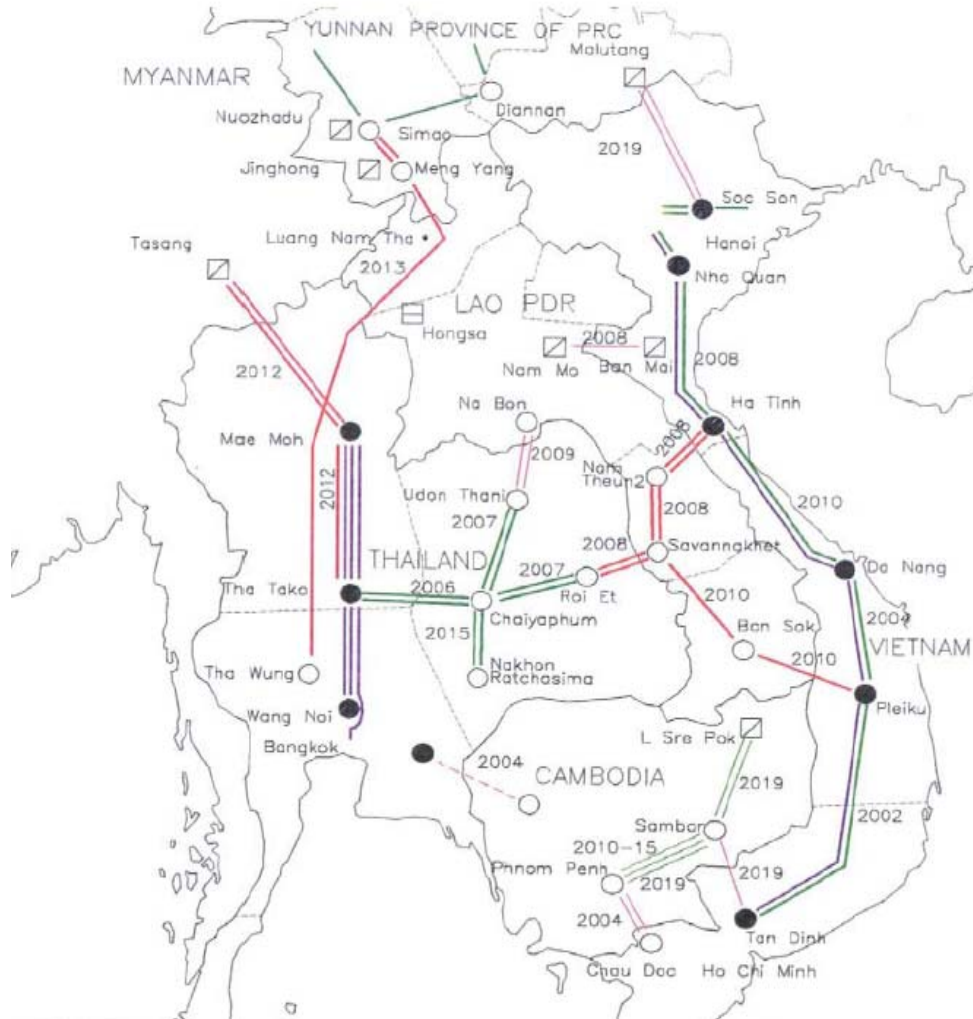 YUNNAN PROVINCE OF PRC
Malutang
MYANMAR
Diannan
Nuozhadu
Simao
2019
Jinghong
Meng Yang
Soc Son
Luang Nam Tha
Hanoi
Tasang
2013
Nho Quan
LAO PDR
Hongsa
2008
2008
2012
Nam Mo
Ban Mai
Na Bon
Ha Tinh
Mae Moh
2008
2009
Nam
Theun2
2012
Udon Thani
2010
2007
2008
2008
Savannakhet
THAILAND
2007
Da Nang
Tha Tako
2006
Roi Et
2010
Chaiyaphum
2004
2015
Ban Sok
VIETNAM
Nakhon
Ratchasima
2010
Tha Wung
Pleiku
Wang Noi
L Sre Pok
Bangkok
2004
CAMBODIA
2019
Sambor
2002
2010-15
Phnom Penh
2019
2019
2004
Tan Dinh
Chau Doc
Ho Chi Minh